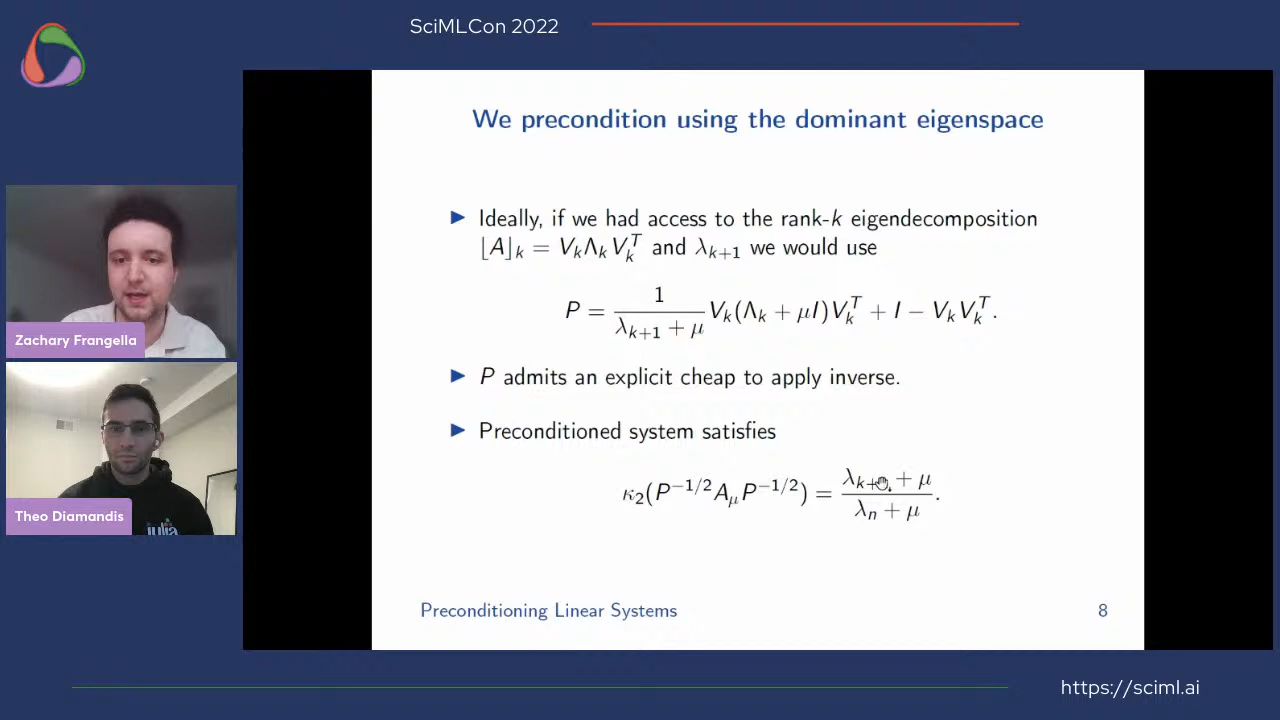 SciMLCon 2022
We precondition using the dominant eigenspace
▶ Ideally, if we had access to the rank-k eigendecomposition
⌊A⌋ₖ = VₖΛₖVₖᵀ and λₖ₊₁ we would use
P = 1/(λₖ₊₁ + μ) Vₖ(Λₖ + μI)Vₖᵀ + I − VₖVₖᵀ.
▶ P admits an explicit cheap to apply inverse.
▶ Preconditioned system satisfies
κ₂(P^{-1/2}A_μP^{-1/2}) = (λₖ₊₁ + μ)/(λₙ + μ).
Preconditioning Linear Systems
8
Zachary Frangella
Theo Diamandis
julia
https://sciml.ai